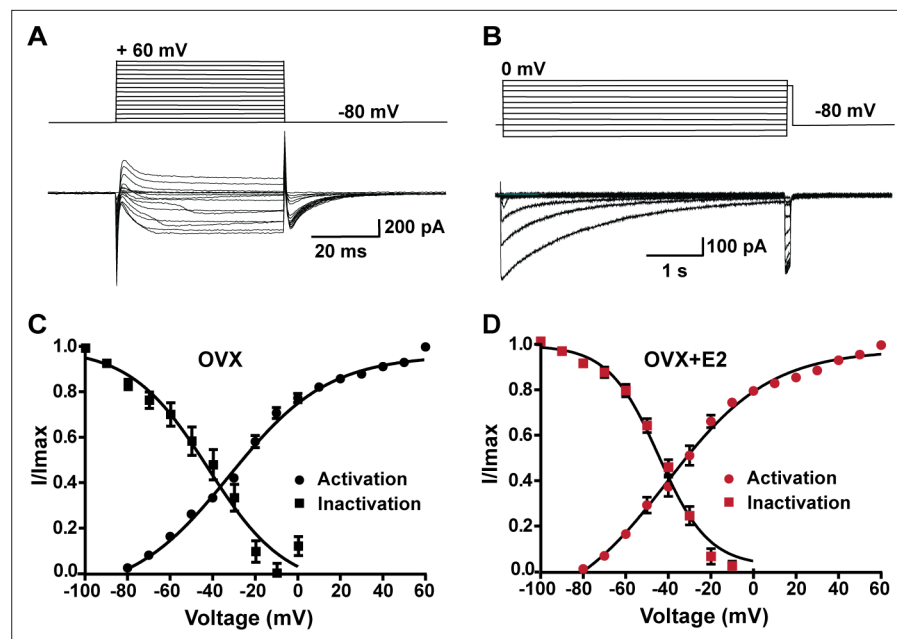 A
+ 60 mV
-80 mV
200 pA
20 ms
B
0 mV
-80 mV
100 pA
1 s
C
OVX
1.0
0.8
0.6
0.4
0.2
0.0
I/Imax
Activation
Inactivation
-100 -80 -60 -40 -20 0 20 40 60
Voltage (mV)
D
OVX+E2
1.0
0.8
0.6
0.4
0.2
0.0
I/Imax
Activation
Inactivation
-100 -80 -60 -40 -20 0 20 40 60
Voltage (mV)